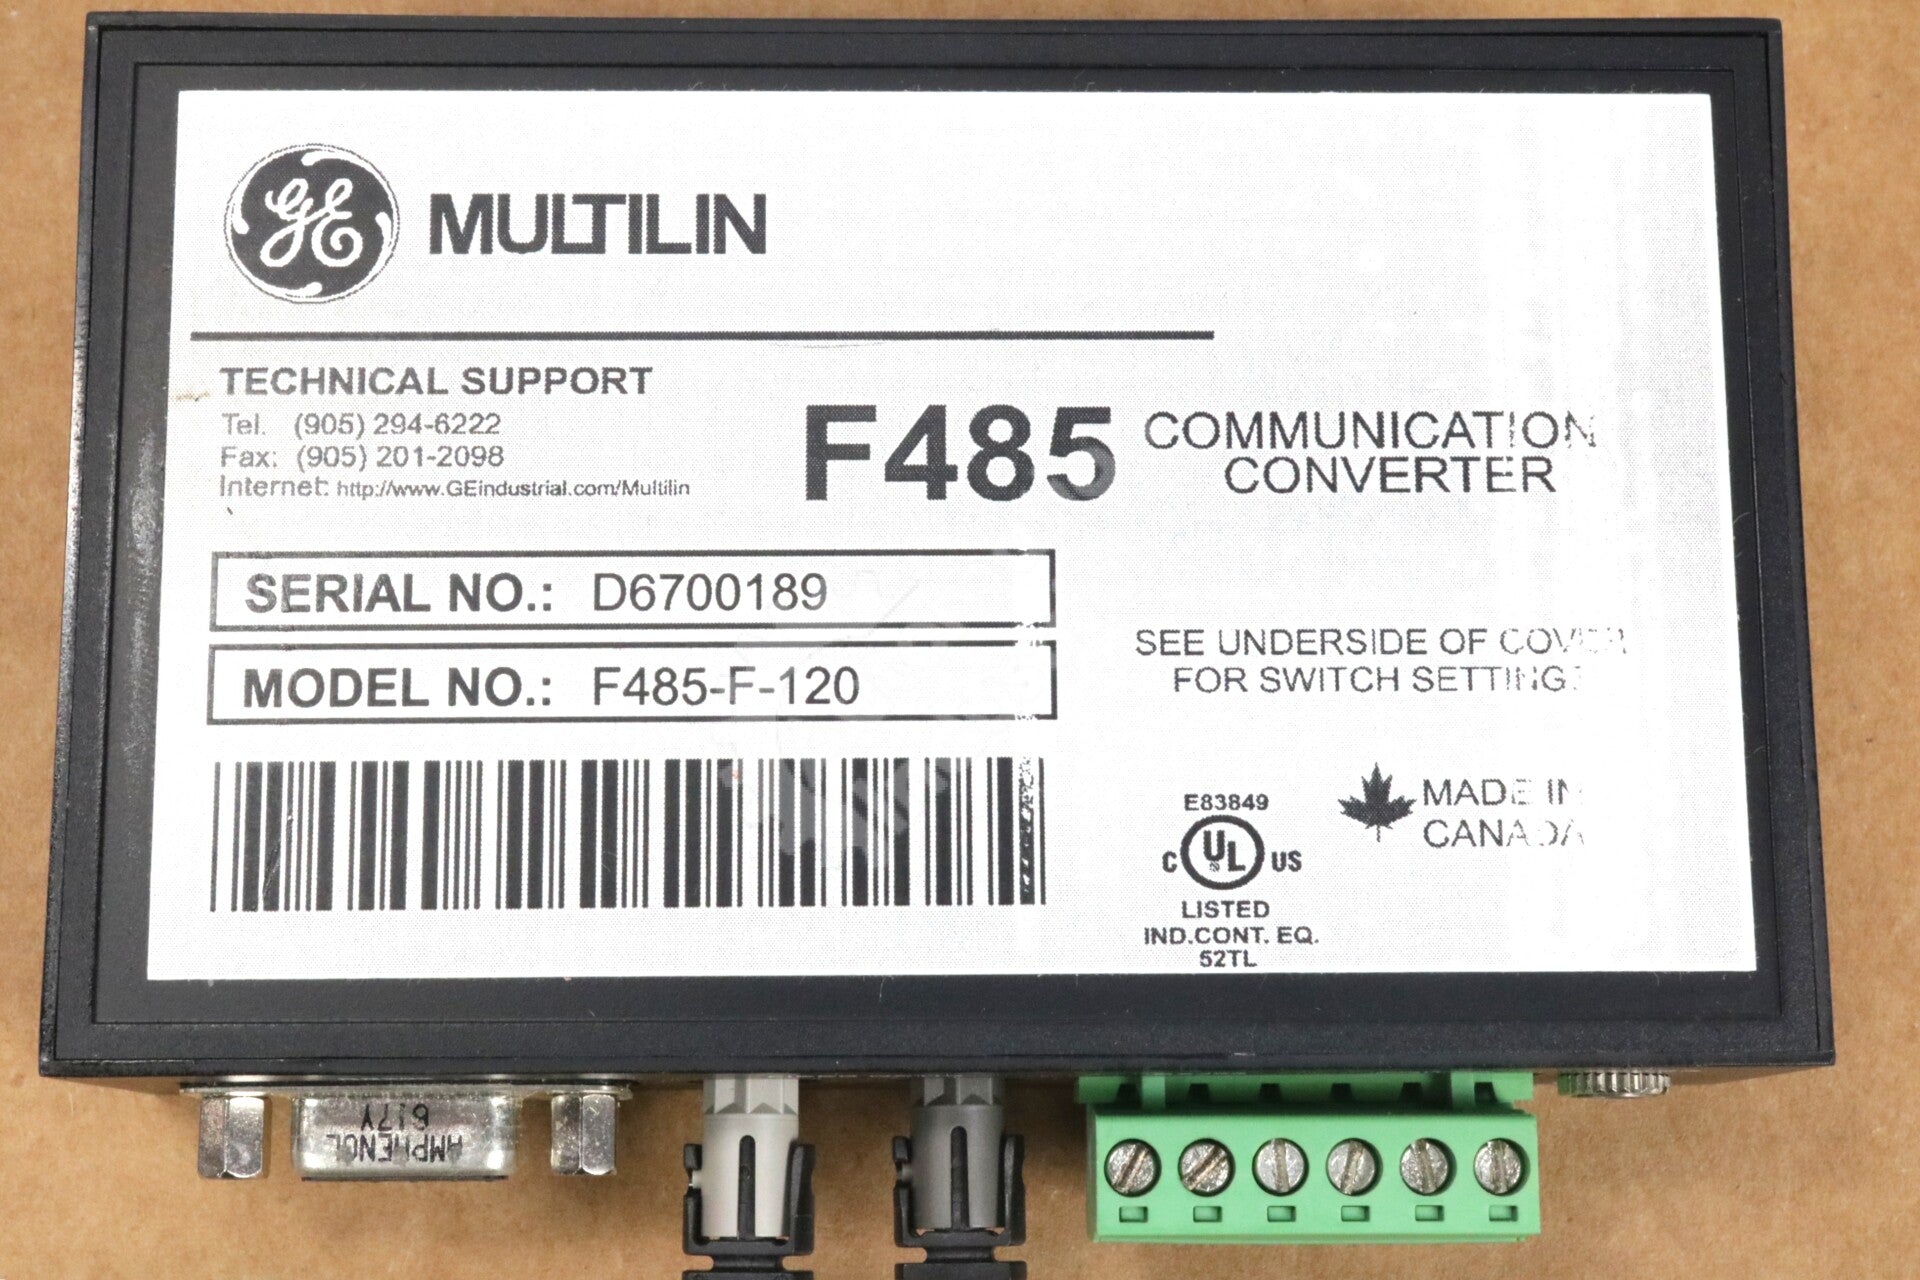 GE MULTILIN
TECHNICAL SUPPORT
Tel. (905) 294-6222
Fax: (905) 201-2098
Internet: http://www.GEindustrial.com/Multilin
F485 COMMUNICATION
CONVERTER
SERIAL NO.: D6700189
MODEL NO.: F485-F-120
SEE UNDERSIDE OF COVER
FOR SWITCH SETTINGS
E83849
C UL US
LISTED
IND.CONT. EQ.
52TL
MADE IN
CANADA
AMPHENOL
617Y